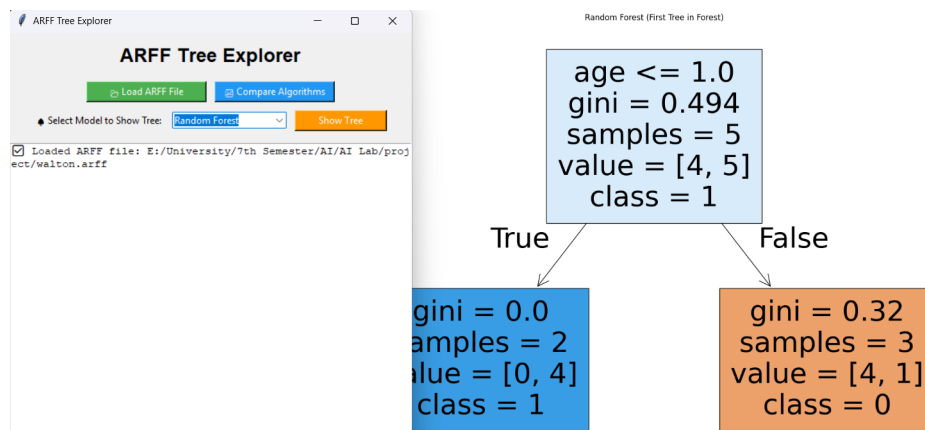 ARFF Tree Explorer
ARFF Tree Explorer
Load ARFF File
Compare Algorithms
Select Model to Show Tree:
Random Forest
Show Tree
Loaded ARFF file: E:/University/7th Semester/AI/AI Lab/proj
ect/walton.arff
Random Forest (First Tree in Forest)
age <= 1.0
gini = 0.494
samples = 5
value = [4, 5]
class = 1
True
False
gini = 0.0
amples = 2
alue = [0, 4]
class = 1
gini = 0.32
samples = 3
value = [4, 1]
class = 0